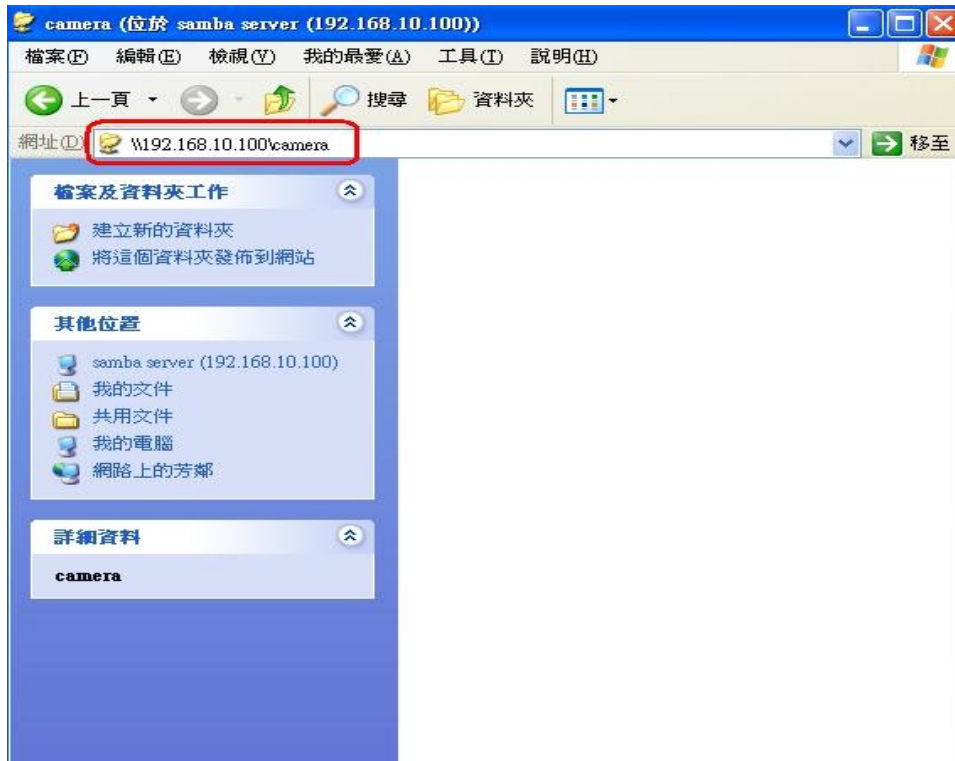 camera (位於 samba server (192.168.10.100))
檔案(F) 編輯(E) 檢視(V) 我的最愛(A) 工具(T) 說明(H)
上一頁 搜尋 資料夾
網址(D) \\192.168.10.100\camera 移至
檔案及資料夾工作
建立新的資料夾
將這個資料夾發佈到網站
其他位置
samba server (192.168.10.100)
我的文件
共用文件
我的電腦
網路上的芳鄰
詳細資料
camera